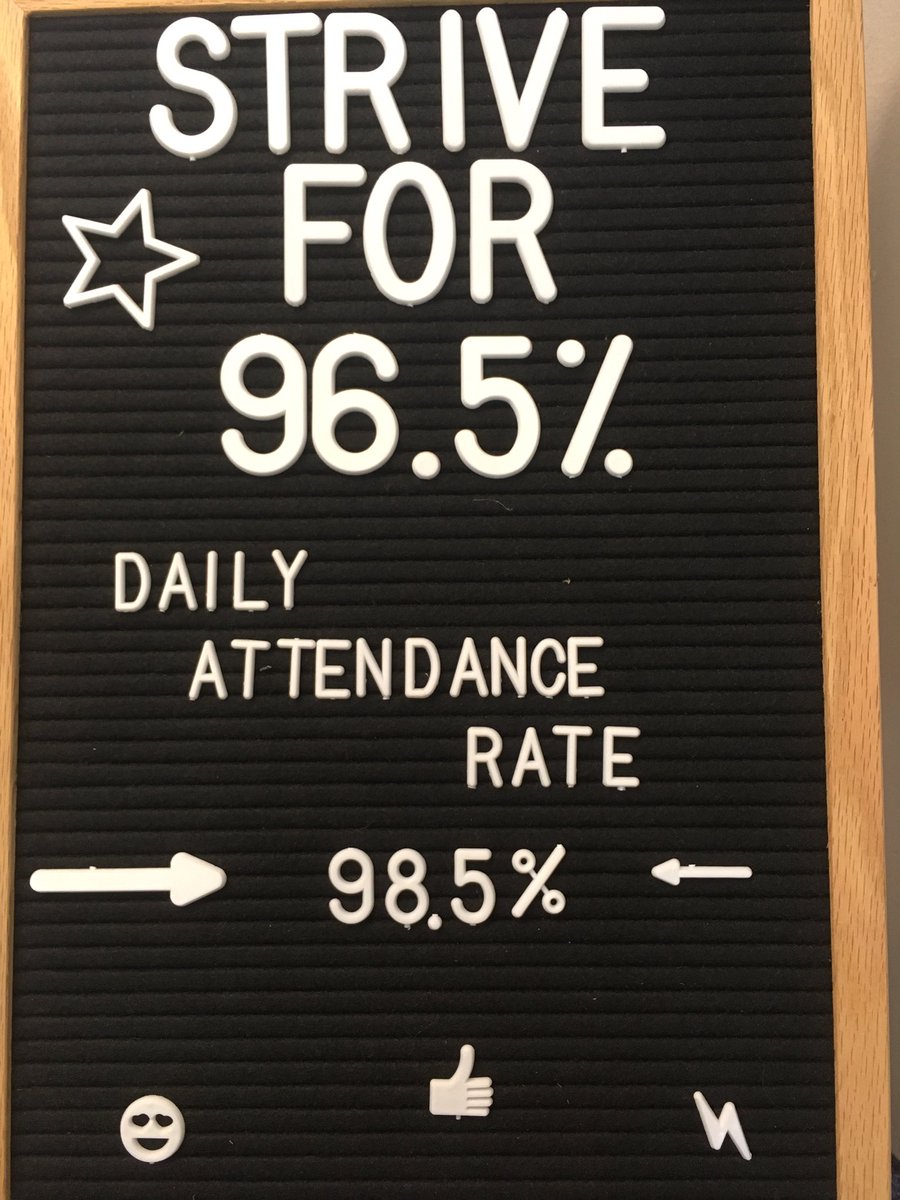 STRIVE
FOR
96.5%
DAILY
ATTENDANCE
RATE
98.5%